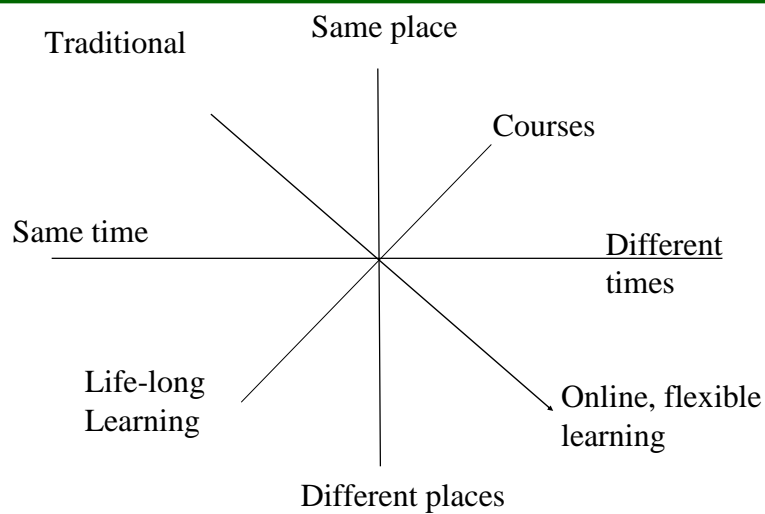 Same place
Traditional
Courses
Same time
Different
times
Life-long
Learning
Online, flexible
learning
Different places